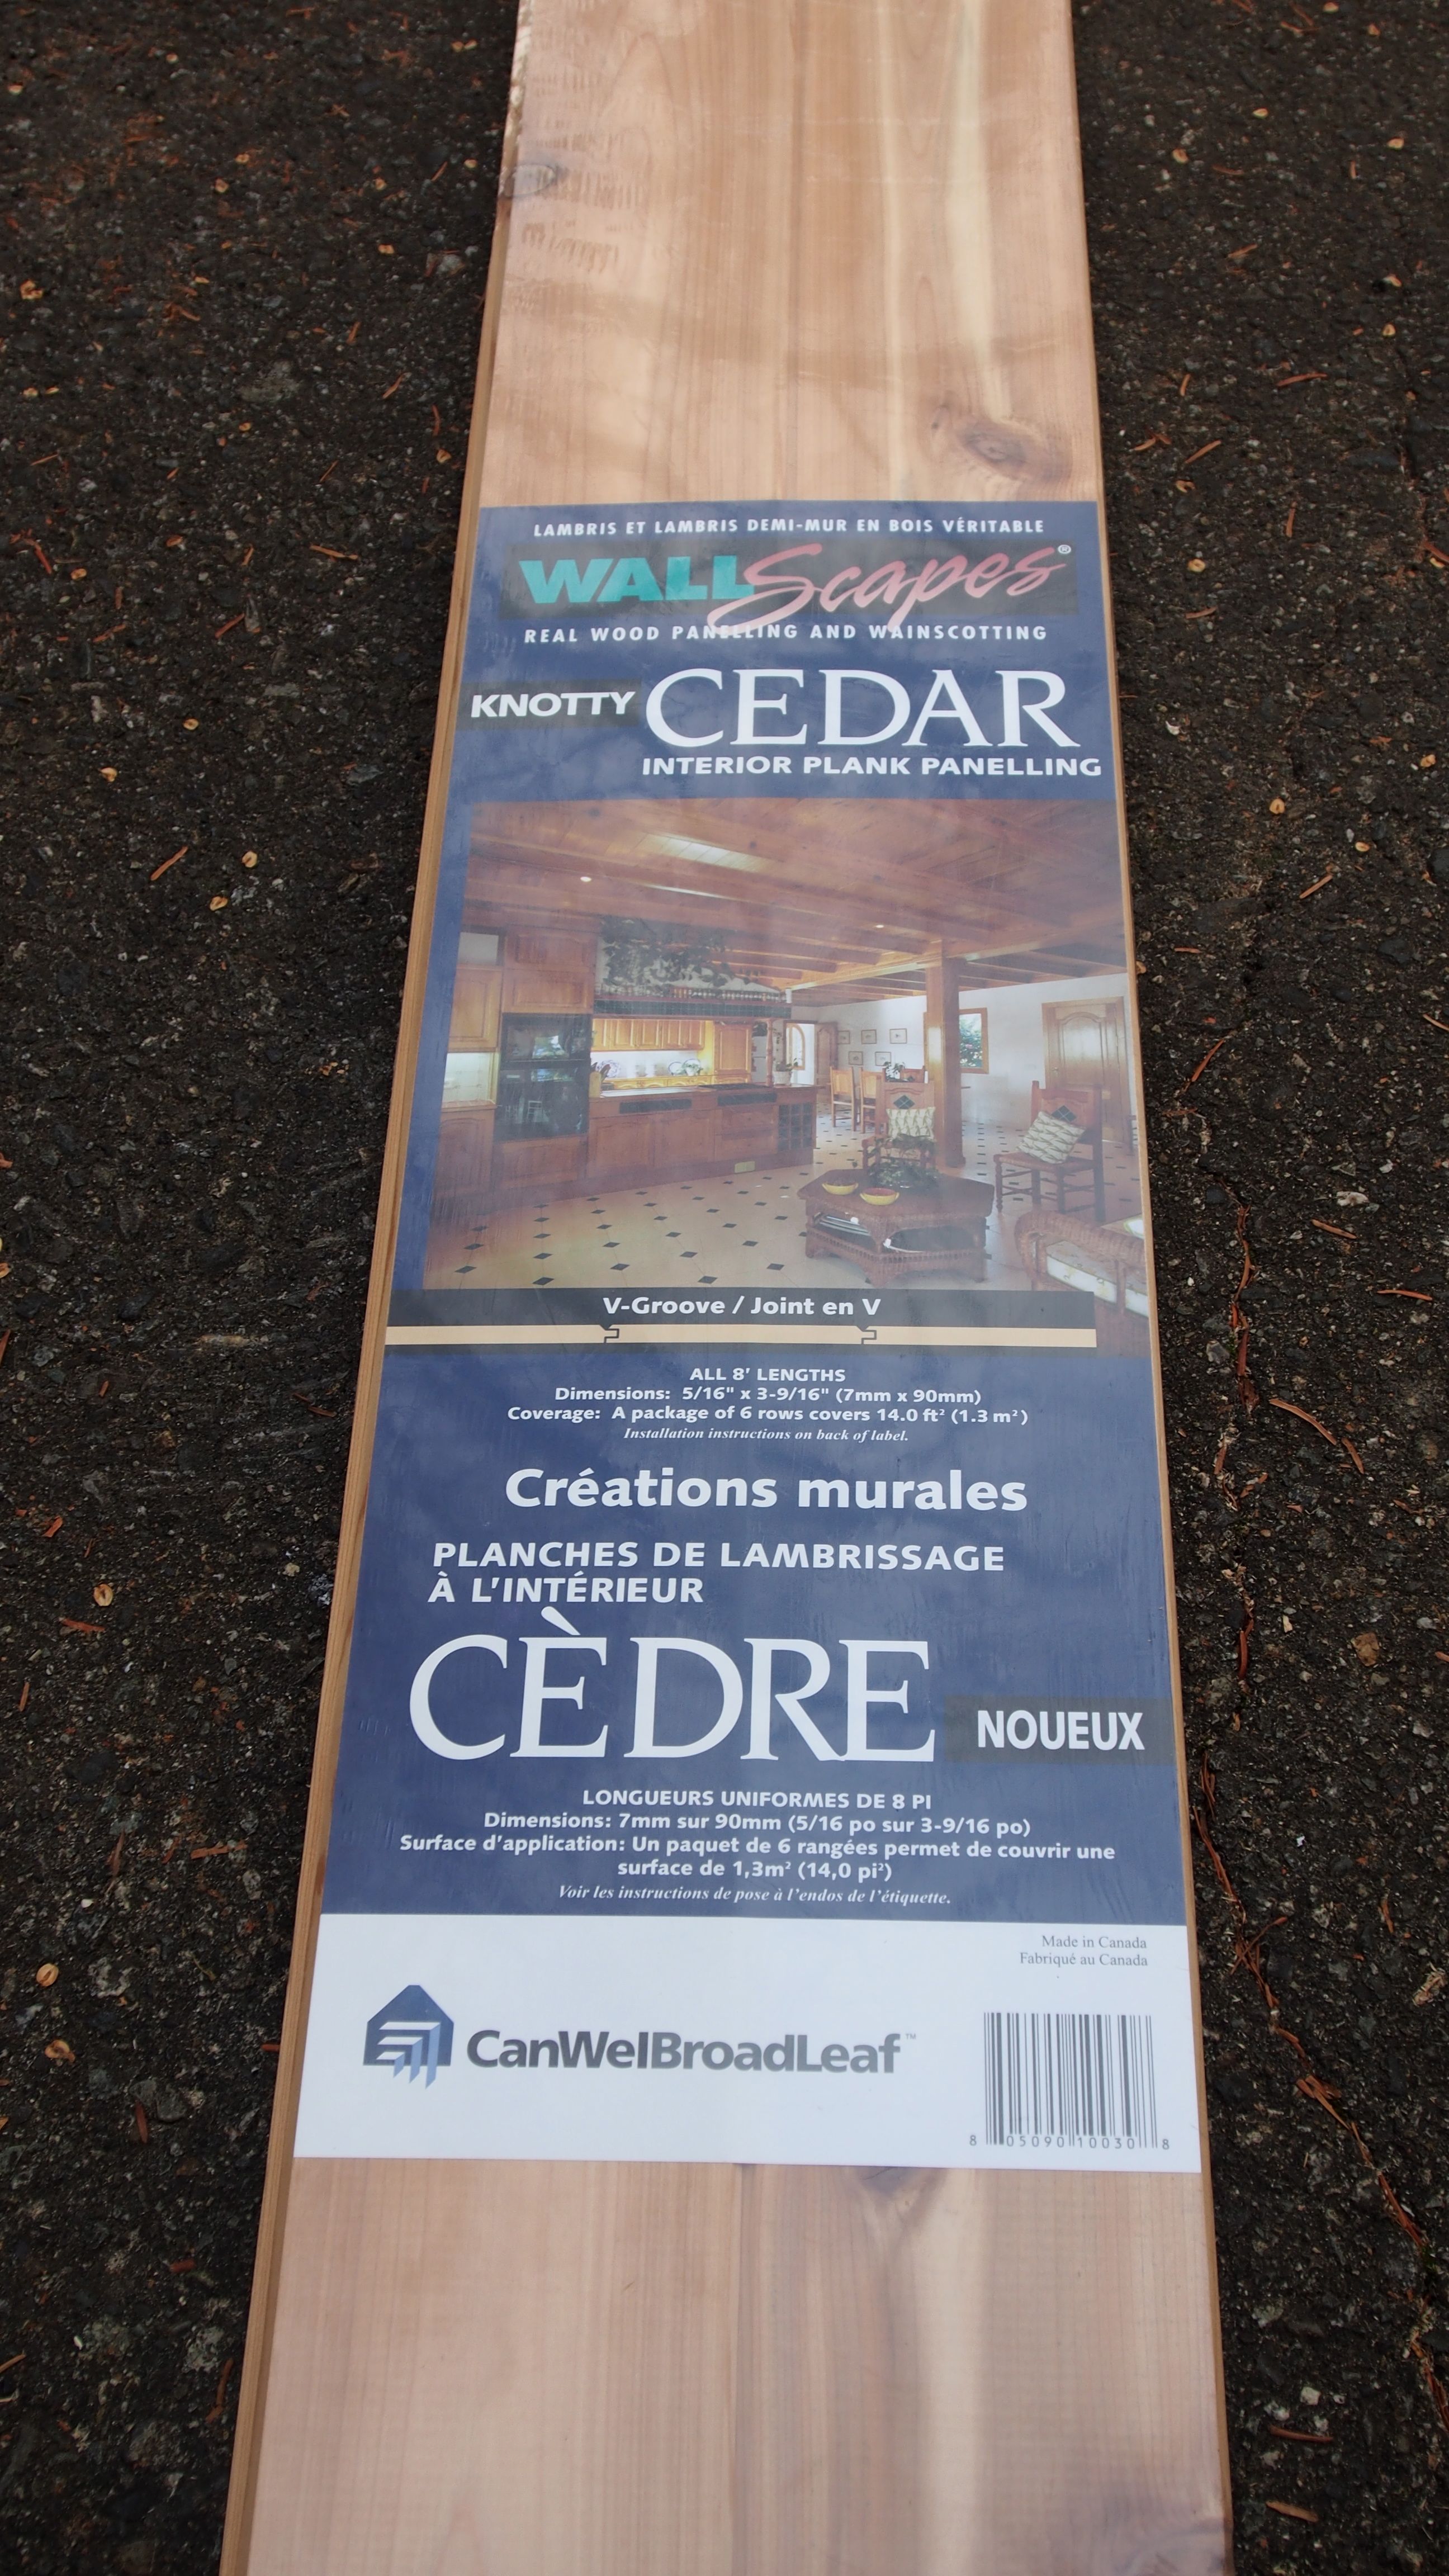 LAMBRIS ET LAMBRIS DEMI-MUR EN BOIS VÉRITABLE
WALLScapes®
REAL WOOD PANELLING AND WAINSCOTTING
KNOTTY CEDAR
INTERIOR PLANK PANELLING
V-Groove / Joint en V
ALL 8' LENGTHS
Dimensions: 5/16" x 3-9/16" (7mm x 90mm)
Coverage: A package of 6 rows covers 14.0 ft² (1.3 m²)
Installation instructions on back of label.
Créations murales
PLANCHES DE LAMBRISSAGE
À L'INTÉRIEUR
CÈDRE NOUEUX
LONGUEURS UNIFORMES DE 8 PI
Dimensions: 7mm sur 90mm (5/16 po sur 3-9/16 po)
Surface d'application: Un paquet de 6 rangées permet de couvrir une
surface de 1,3m² (14,0 pi²)
Voir les instructions de pose à l'endos de l'étiquette.
Made in Canada
Fabriqué au Canada
CanWelBroadLeaf™
8 05090 10030 8